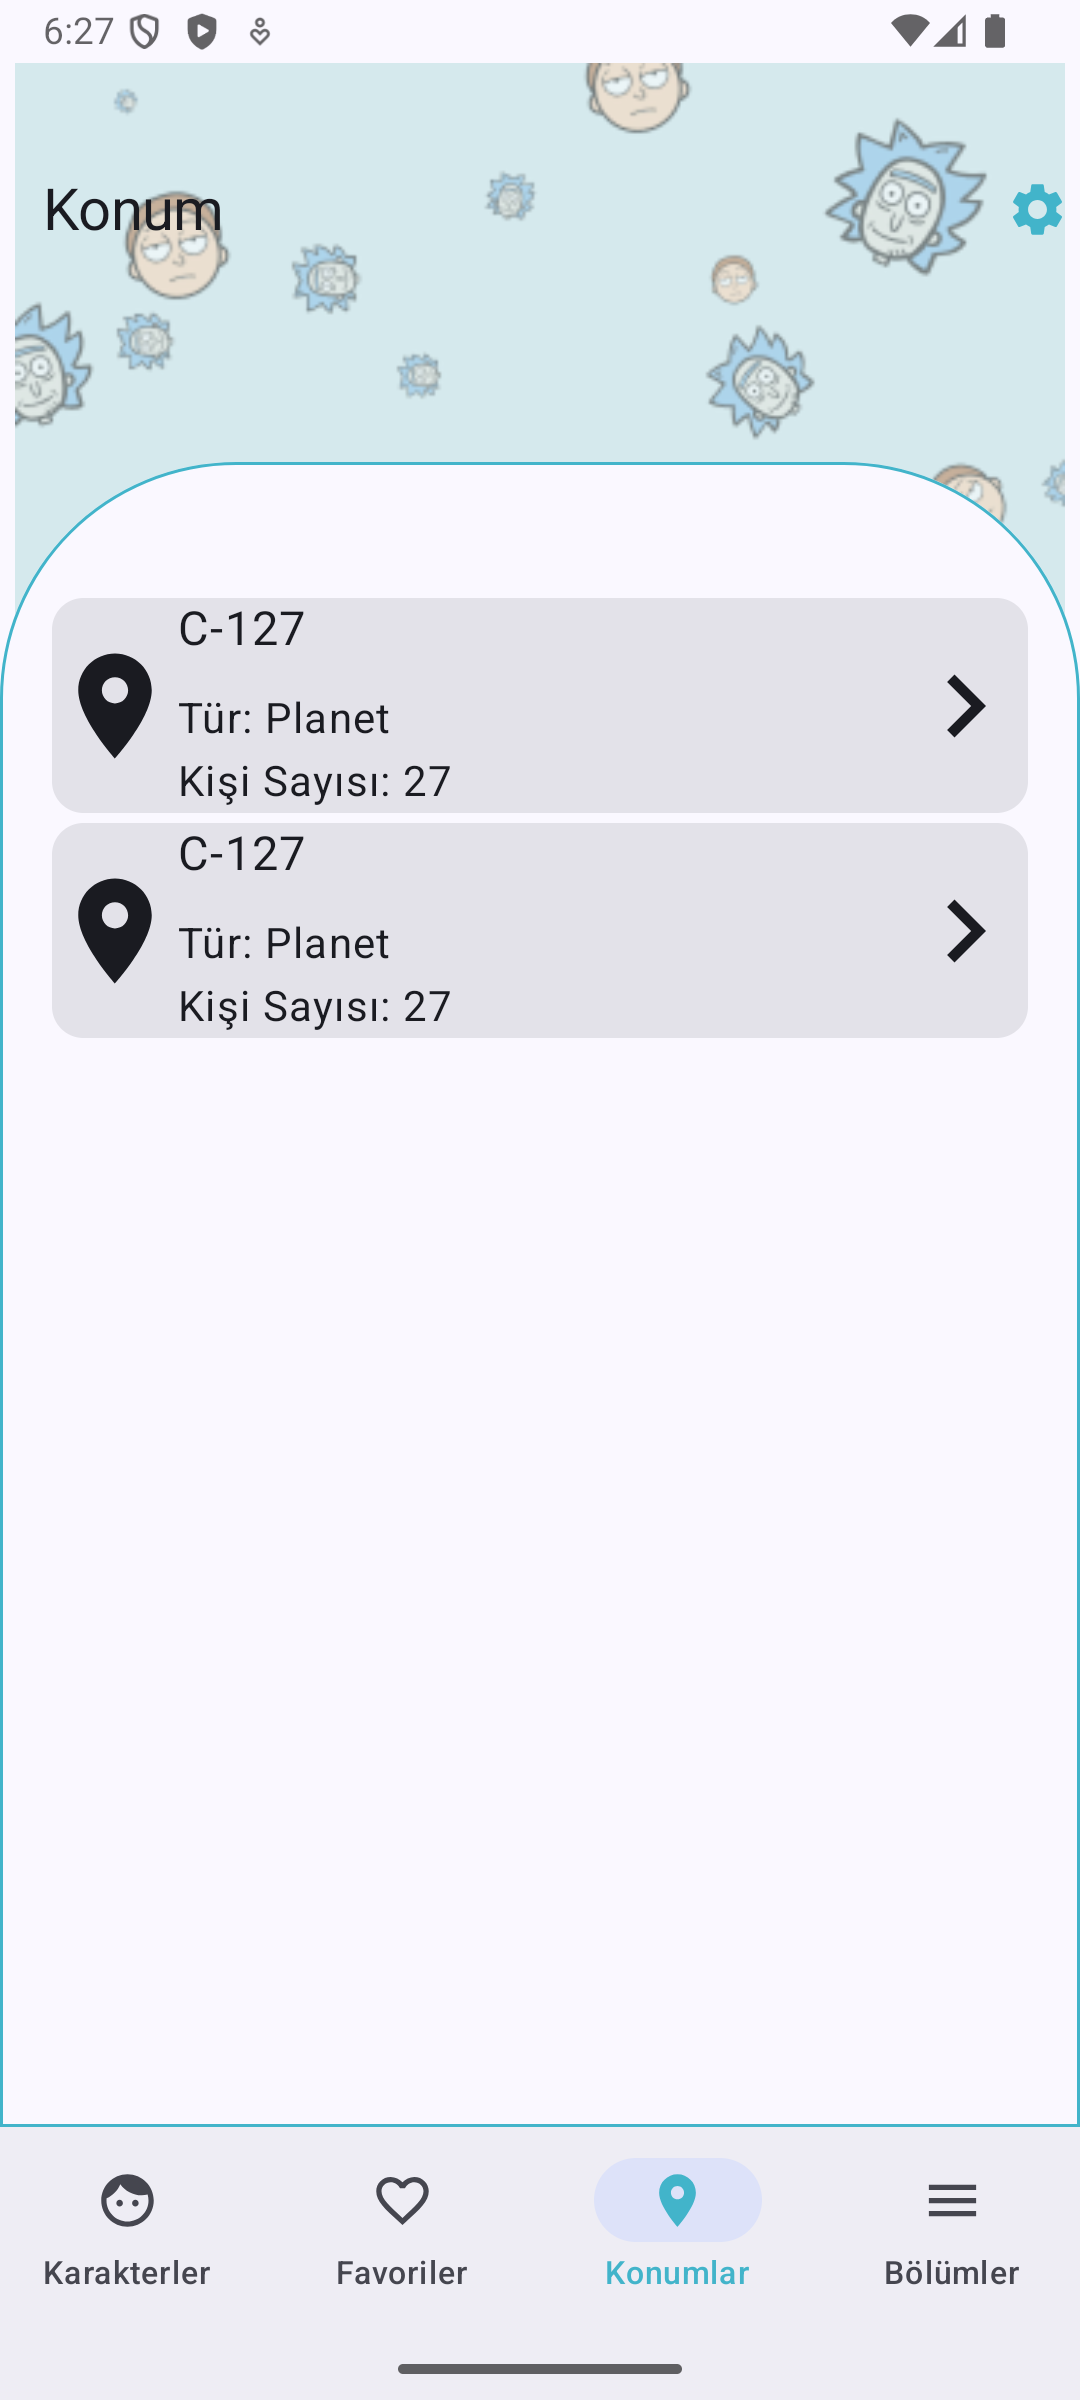 6:27
Konum
C-127
Tür: Planet
Kişi Sayısı: 27
C-127
Tür: Planet
Kişi Sayısı: 27
Karakterler
Favoriler
Konumlar
Bölümler